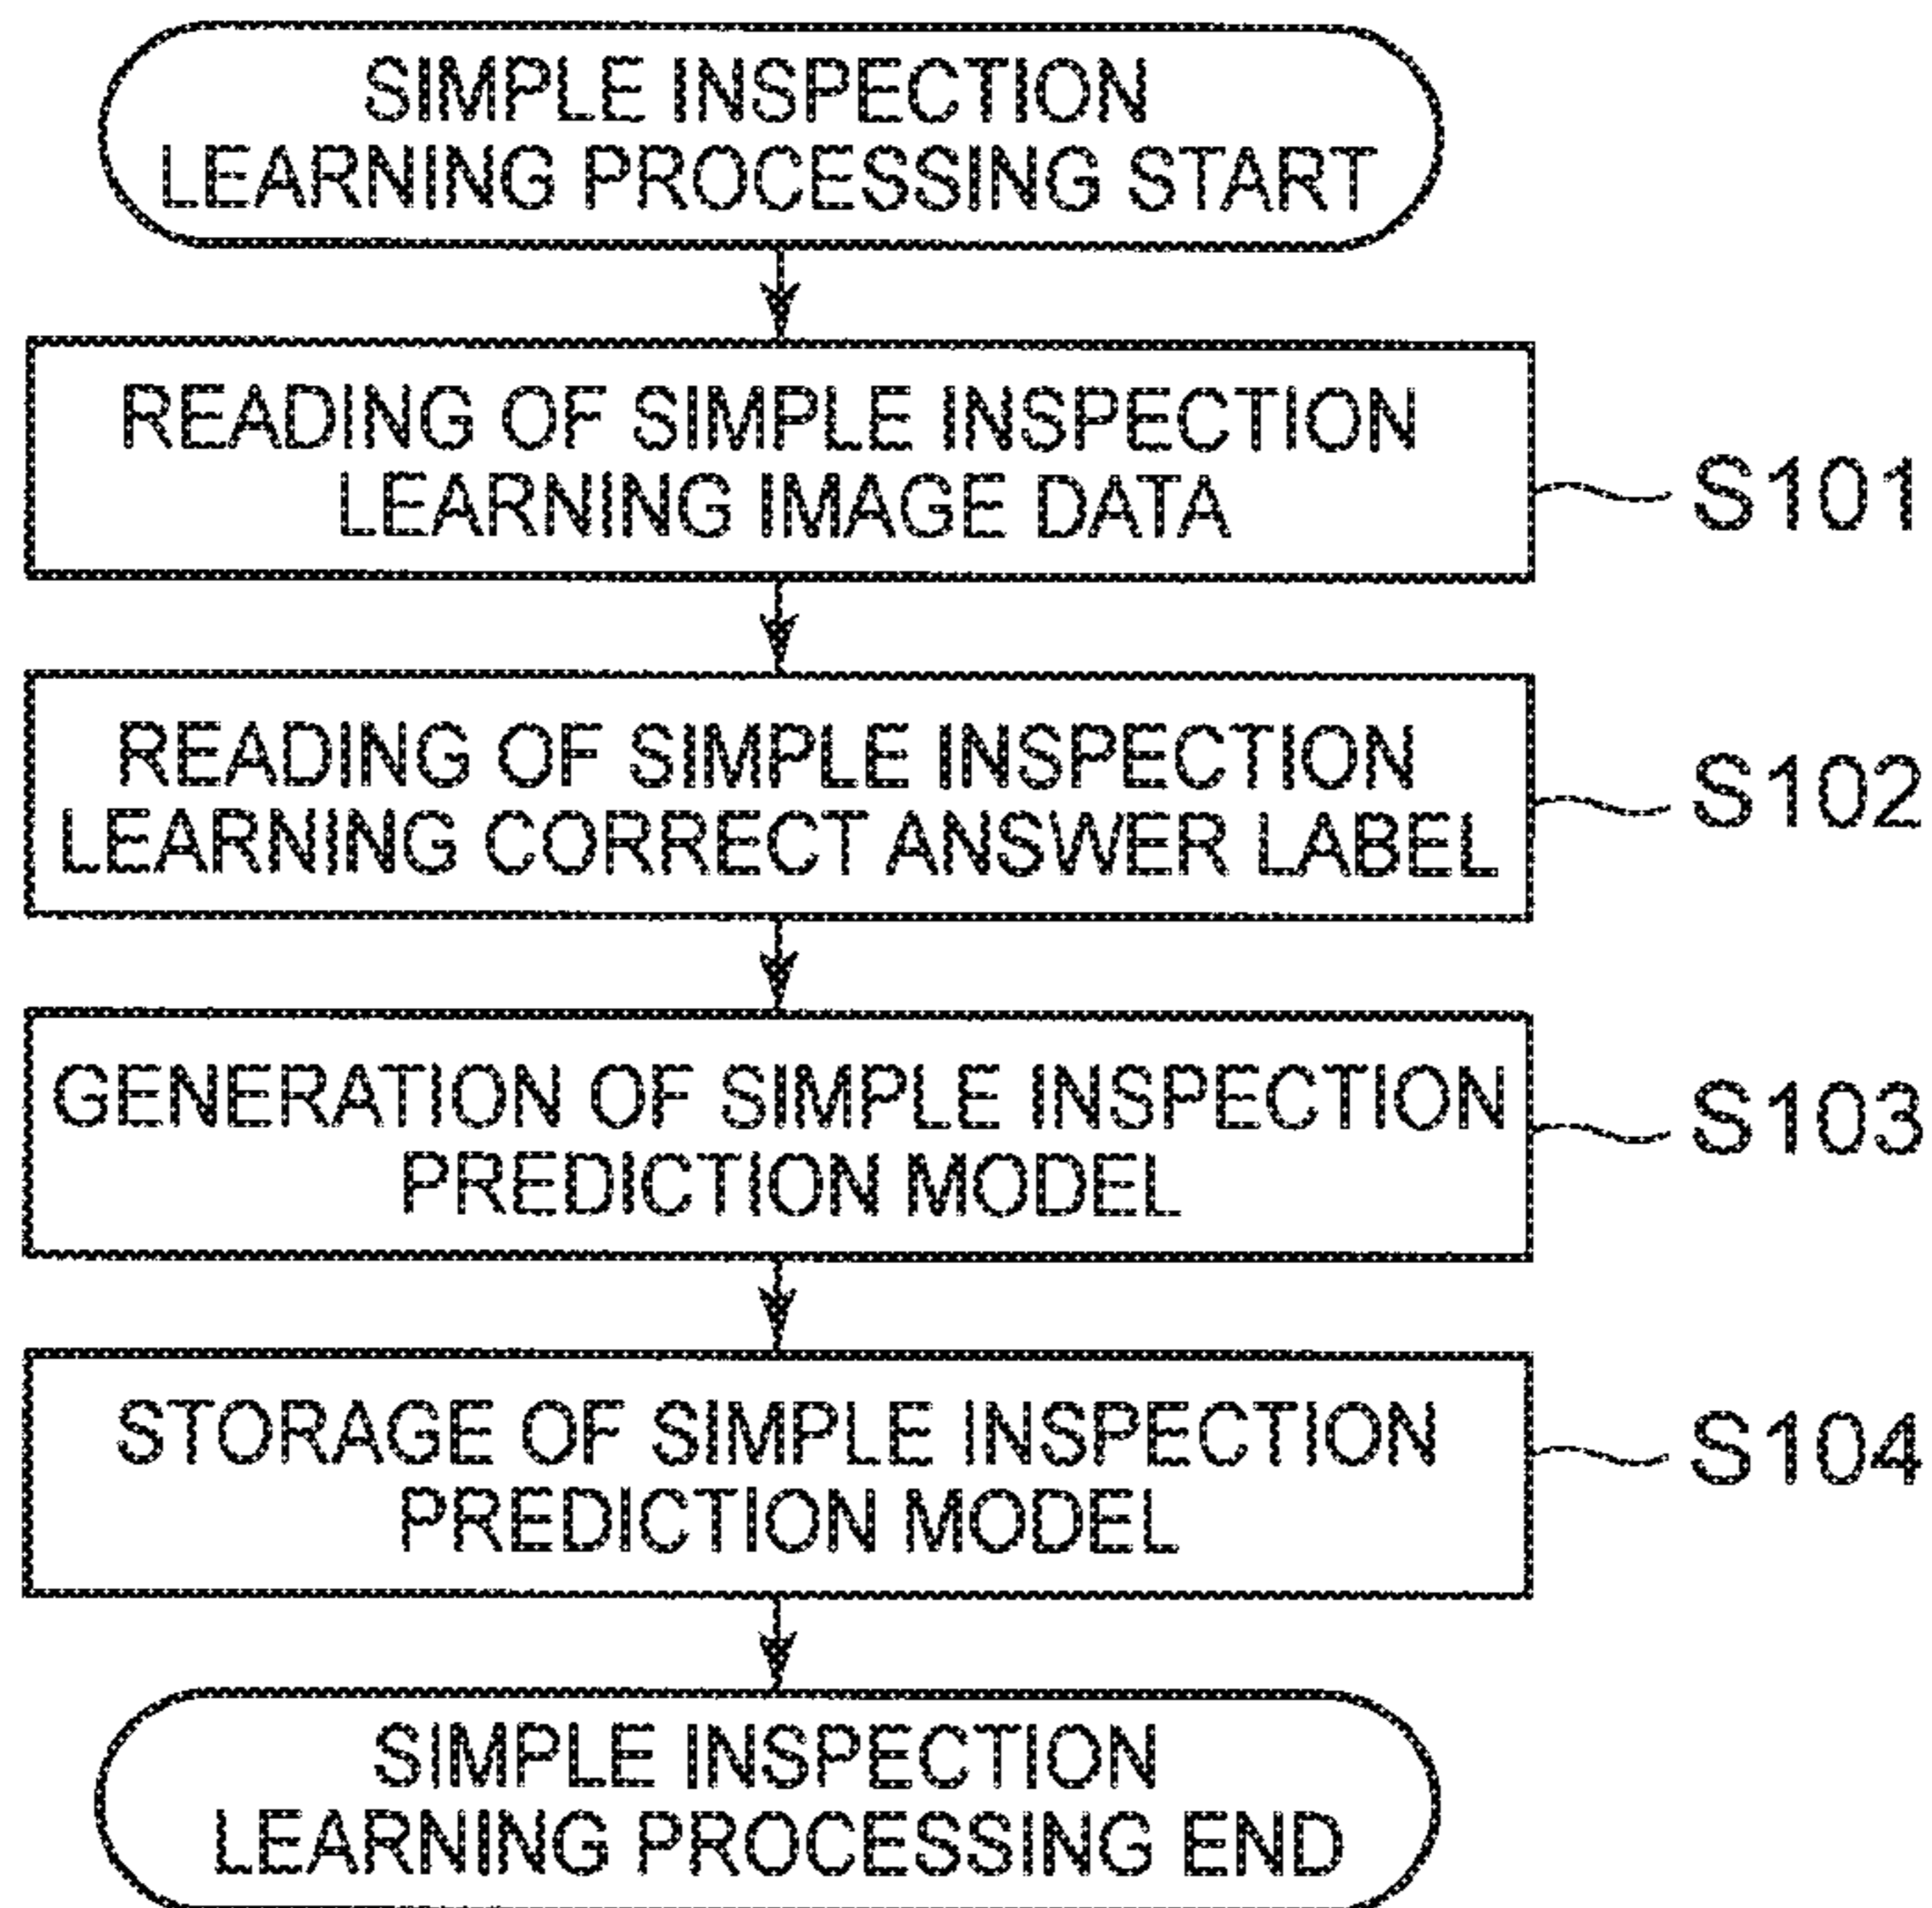 SIMPLE INSPECTION
LEARNING PROCESSING START
READING OF SIMPLE INSPECTION
LEARNING IMAGE DATA
S101
READING OF SIMPLE INSPECTION
LEARNING CORRECT ANSWER LABEL
S102
GENERATION OF SIMPLE INSPECTION
PREDICTION MODEL
S103
STORAGE OF SIMPLE INSPECTION
PREDICTION MODEL
S104
SIMPLE INSPECTION
LEARNING PROCESSING END